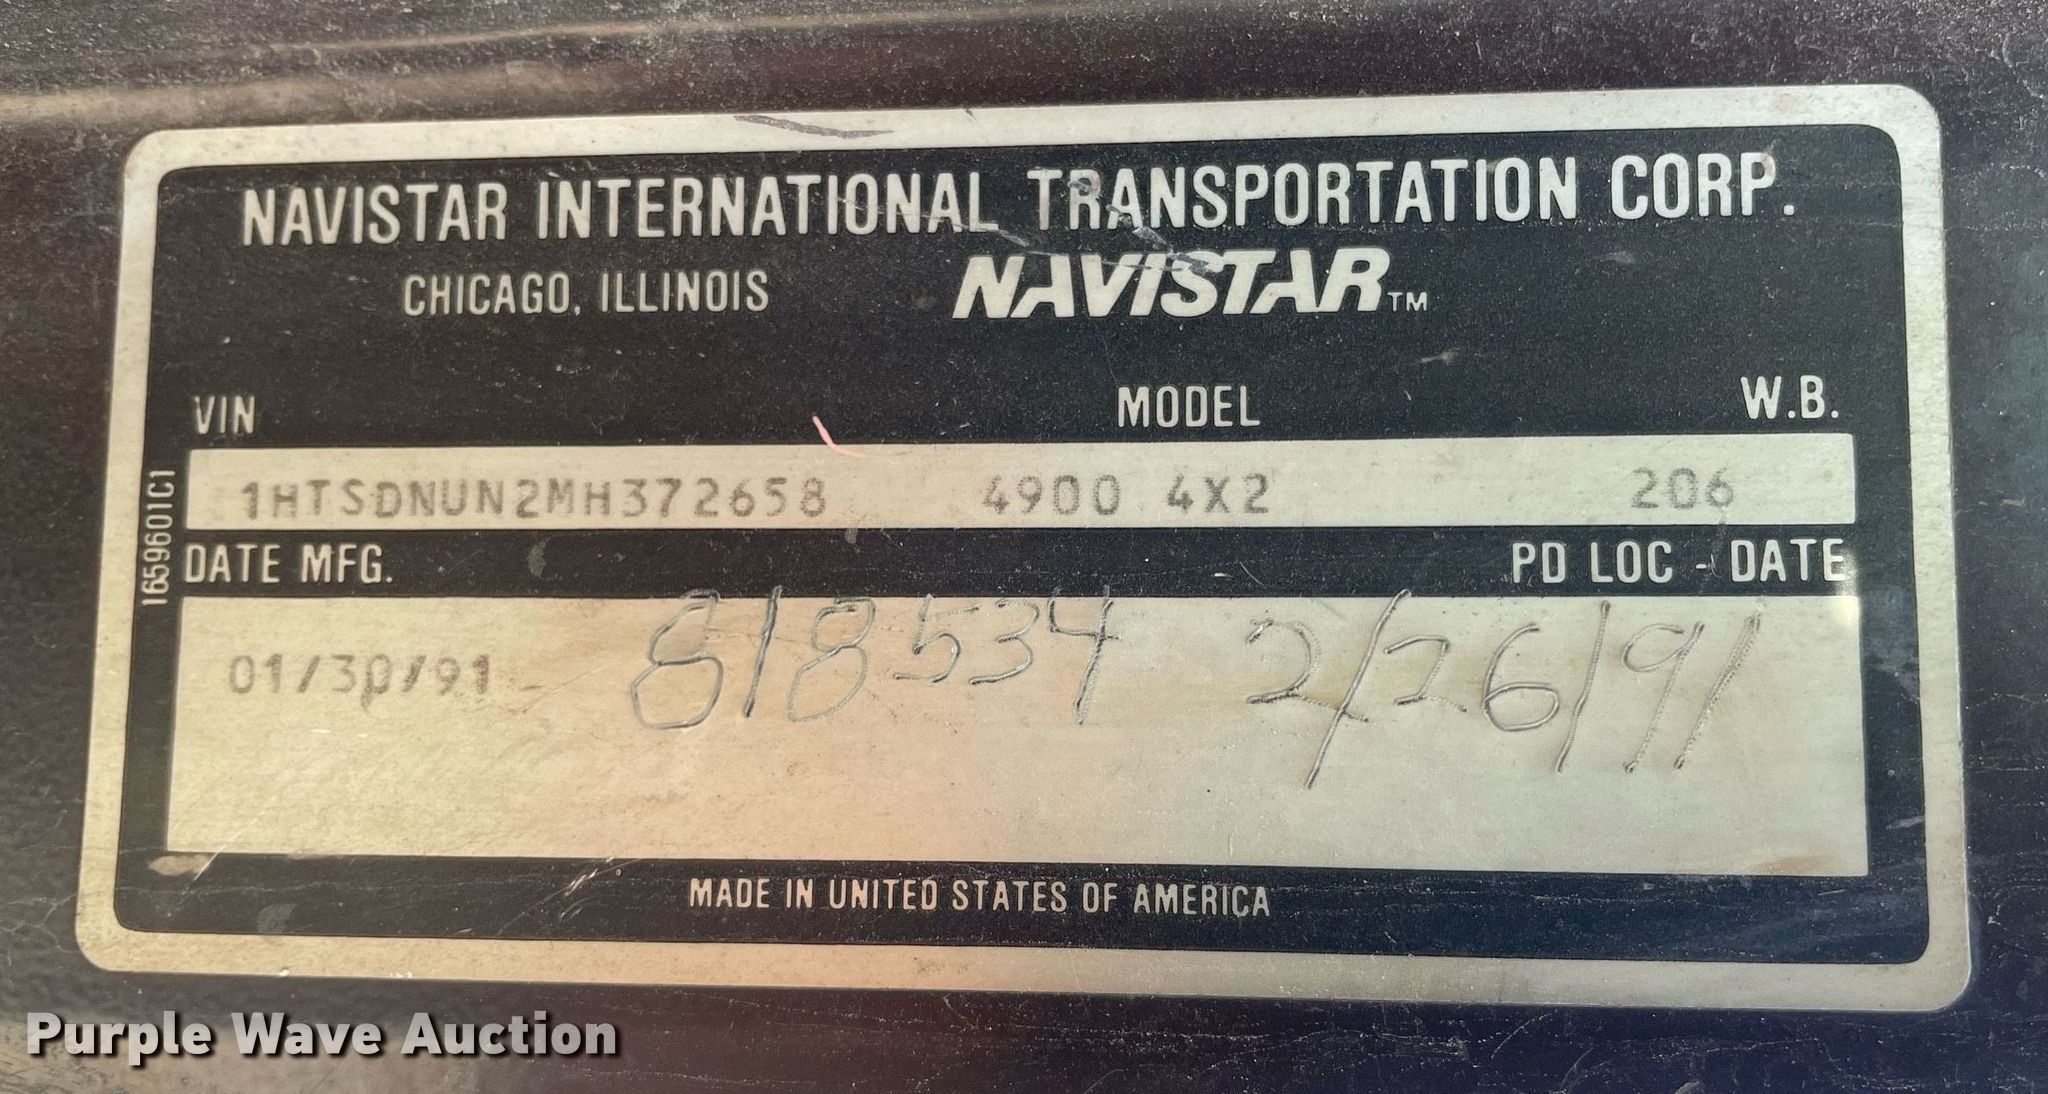 NAVISTAR INTERNATIONAL TRANSPORTATION CORP.
CHICAGO, ILLINOIS NAVISTAR™
VIN MODEL W.B.
1HTSDNUN2MH372658 4900 4X2 206
1659601C1
DATE MFG. PD LOC - DATE
01/30/91 818534 2/26/91
MADE IN UNITED STATES OF AMERICA
Purple Wave Auction